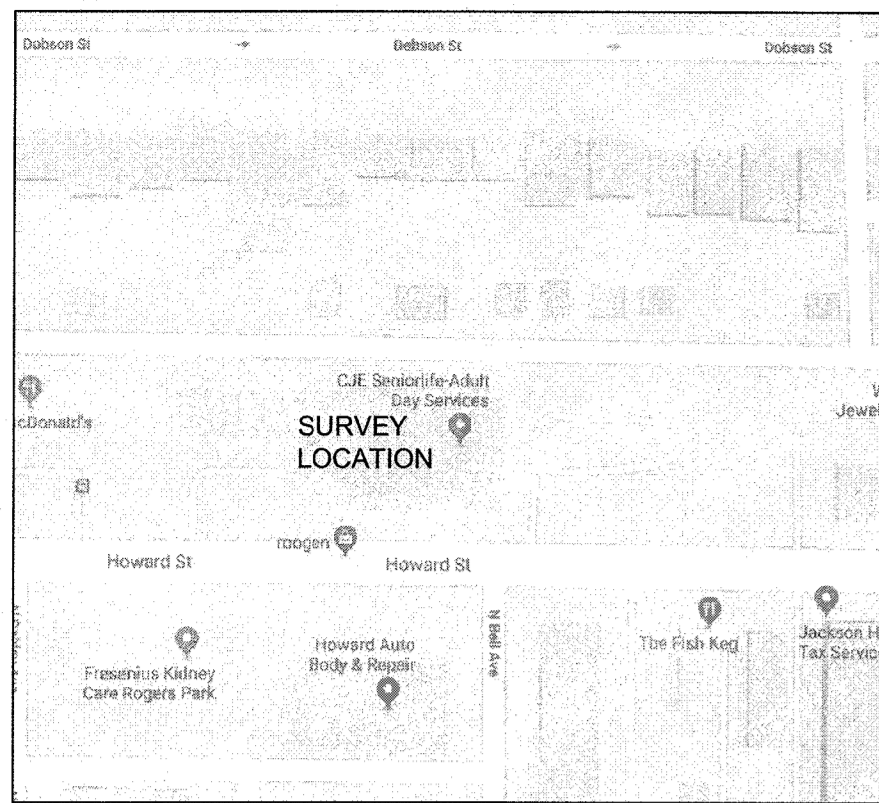 Dobson St
Dobson St
Dobson St
CJE Seniorlife-Adult
Day Services
cDonald's
Jewel
SURVEY
LOCATION
raogen
Howard St
Howard St
Fresenius Kidney
Care Rogers Park
Howard Auto
Body & Repair
N Bell Ave
The Fish Keg
Jackson H
Tax Servic